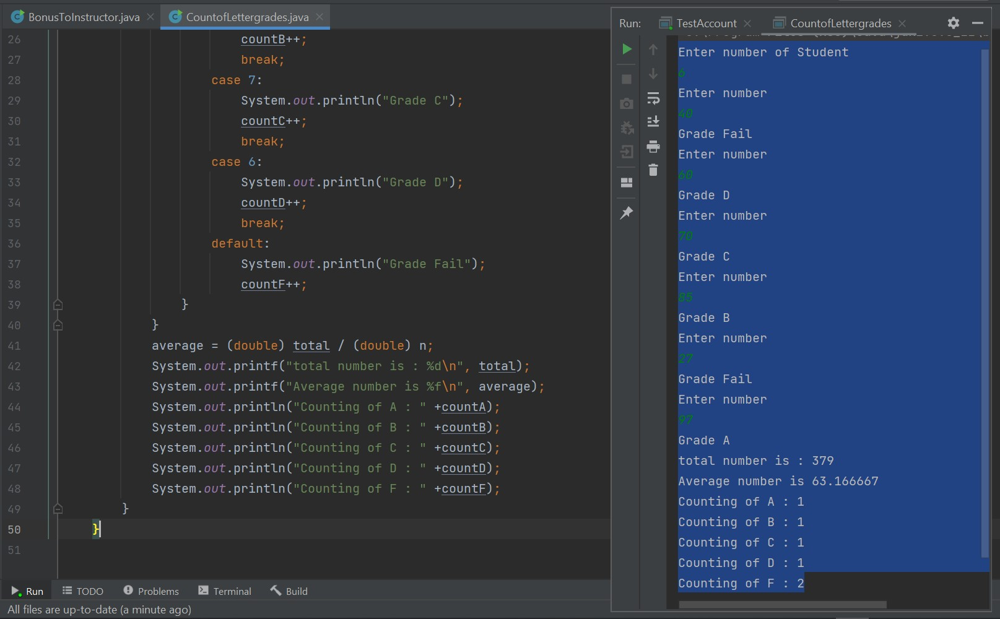 BonusToInstructor.java
CountofLettergrades.java
26 countB++;
27 break;
28 case 7:
29 System.out.println("Grade C");
30 countC++;
31 break;
32 case 6:
33 System.out.println("Grade D");
34 countD++;
35 break;
36 default:
37 System.out.println("Grade Fail");
38 countF++;
39 }
40 }
41 average = (double) total / (double) n;
42 System.out.printf("total number is : %d\n", total);
43 System.out.printf("Average number is %f\n", average);
44 System.out.println("Counting of A : " +countA);
45 System.out.println("Counting of B : " +countB);
46 System.out.println("Counting of C : " +countC);
47 System.out.println("Counting of D : " +countD);
48 System.out.println("Counting of F : " +countF);
49 }
50 }
51
Run: TestAccount CountofLettergrades
Enter number of Student
6
Enter number
40
Grade Fail
Enter number
60
Grade D
Enter number
70
Grade C
Enter number
85
Grade B
Enter number
27
Grade Fail
Enter number
97
Grade A
total number is : 379
Average number is 63.166667
Counting of A : 1
Counting of B : 1
Counting of C : 1
Counting of D : 1
Counting of F : 2
Run TODO Problems Terminal Build
All files are up-to-date (a minute ago)